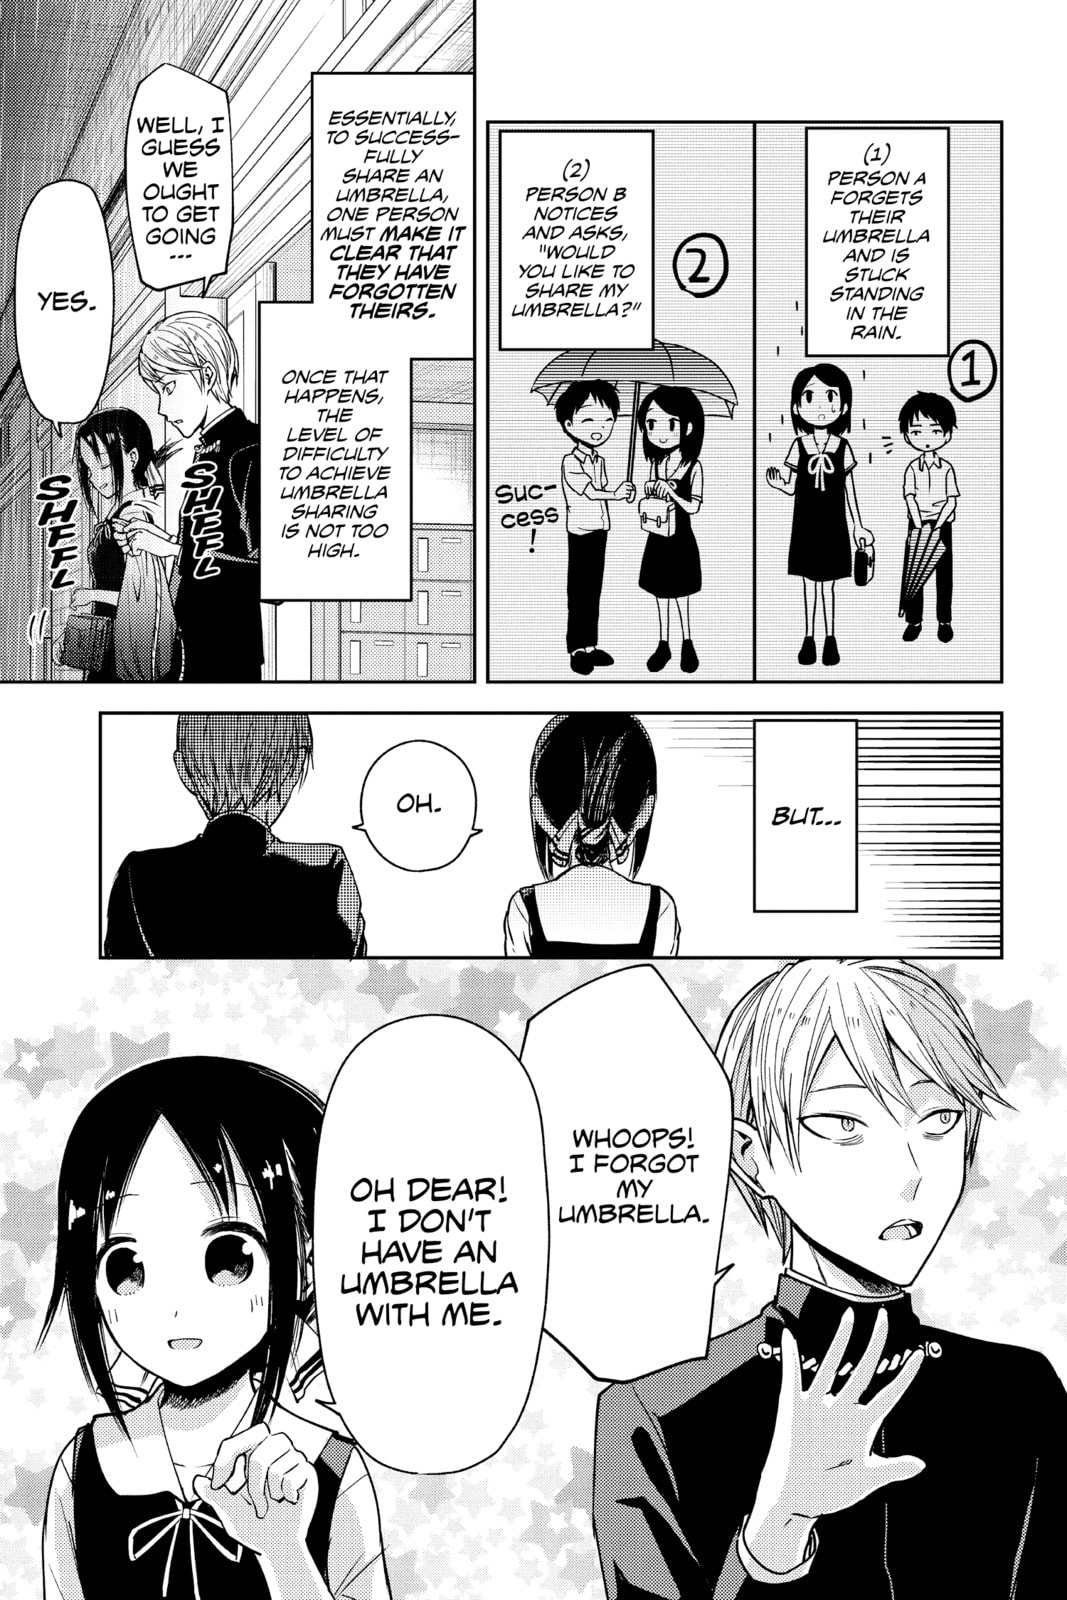 (1)
PERSON A
FORGETS
THEIR
UMBRELLA
AND IS
STUCK
STANDING
IN THE
RAIN.
1
(2)
PERSON B
NOTICES
AND ASKS,
"WOULD
YOU LIKE TO
SHARE MY
UMBRELLA?"
2
Suc-
cess
!
ESSENTIALLY,
TO SUCCESS-
FULLY
SHARE AN
UMBRELLA,
ONE PERSON
MUST MAKE IT
CLEAR THAT
THEY HAVE
FORGOTTEN
THEIRS.
ONCE THAT
HAPPENS,
THE
LEVEL OF
DIFFICULTY
TO ACHIEVE
UMBRELLA
SHARING
IS NOT TOO
HIGH.
WELL, I
GUESS
WE
OUGHT
TO GET
GOING
...
YES.
SHFFL
SHFFL
BUT...
OH.
WHOOPS!
I FORGOT
MY
UMBRELLA.
OH DEAR!
I DON'T
HAVE AN
UMBRELLA
WITH ME.